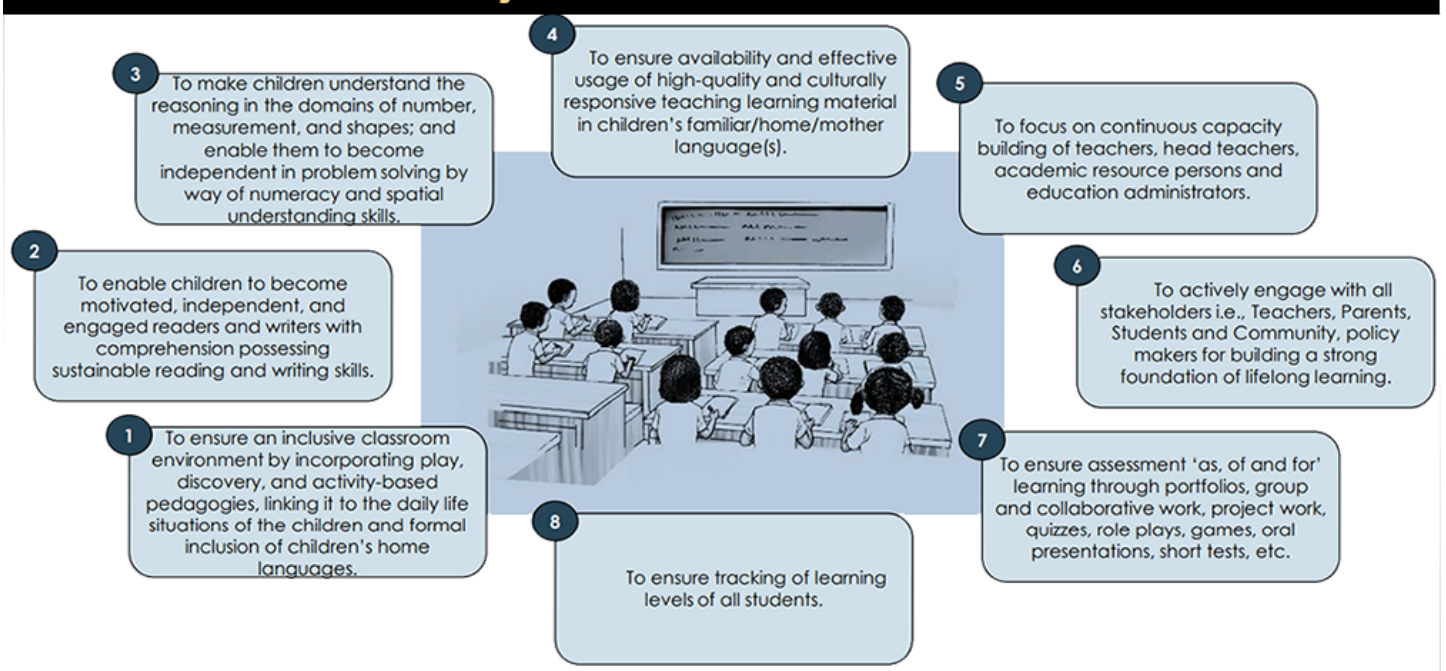 1
To ensure an inclusive classroom
environment by incorporating play,
discovery, and activity-based
pedagogies, linking it to the daily life
situations of the children and formal
inclusion of children's home
languages.
2
To enable children to become
motivated, independent, and
engaged readers and writers with
comprehension possessing
sustainable reading and writing skills.
3
To make children understand the
reasoning in the domains of number,
measurement, and shapes; and
enable them to become
independent in problem solving by
way of numeracy and spatial
understanding skills.
4
To ensure availability and effective
usage of high-quality and culturally
responsive teaching learning material
in children's familiar/home/mother
language(s).
5
To focus on continuous capacity
building of teachers, head teachers,
academic resource persons and
education administrators.
6
To actively engage with all
stakeholders i.e., Teachers, Parents,
Students and Community, policy
makers for building a strong
foundation of lifelong learning.
7
To ensure assessment 'as, of and for'
learning through portfolios, group
and collaborative work, project work,
quizzes, role plays, games, oral
presentations, short tests, etc.
8
To ensure tracking of learning
levels of all students.